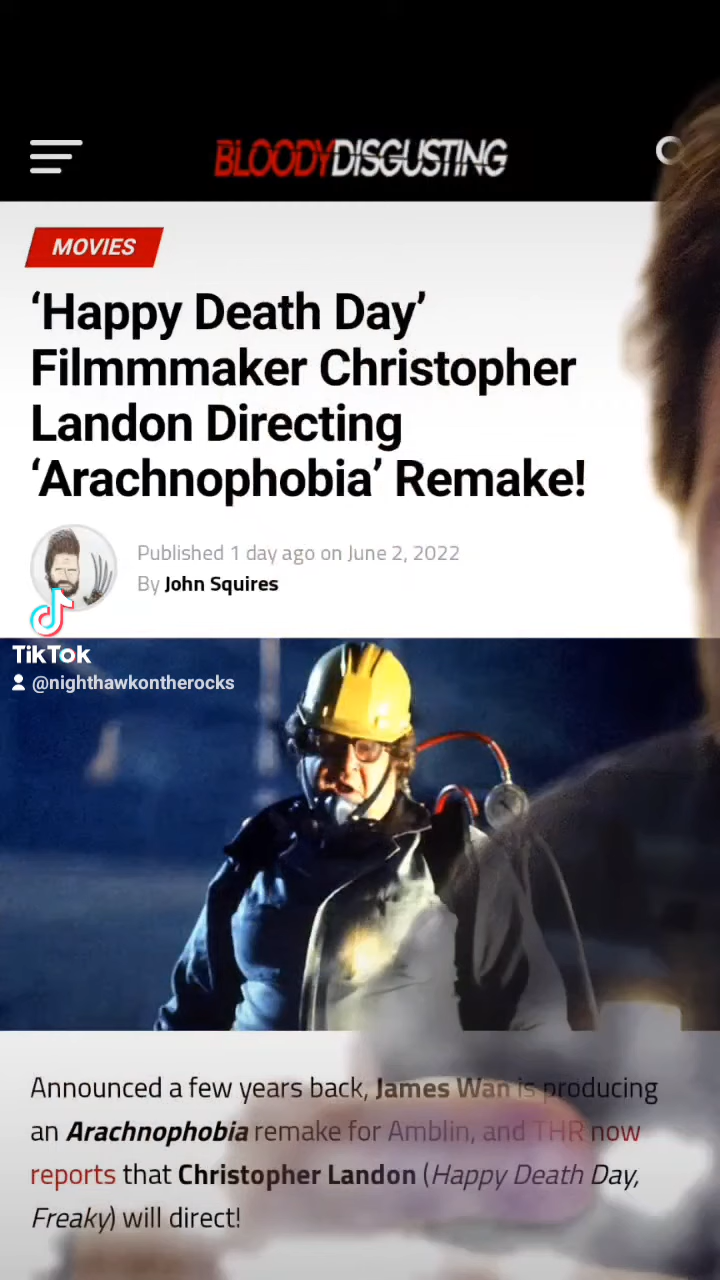 BLOODYDISGUSTING
MOVIES
‘Happy Death Day’
Filmmmaker Christopher
Landon Directing
‘Arachnophobia’ Remake!
Published 1 day ago on June 2, 2022
By John Squires
TikTok
@nighthawkontherocks
Announced a few years back, James Wan is producing
an Arachnophobia remake for Amblin, and THR now
reports that Christopher Landon (Happy Death Day,
Freaky) will direct!